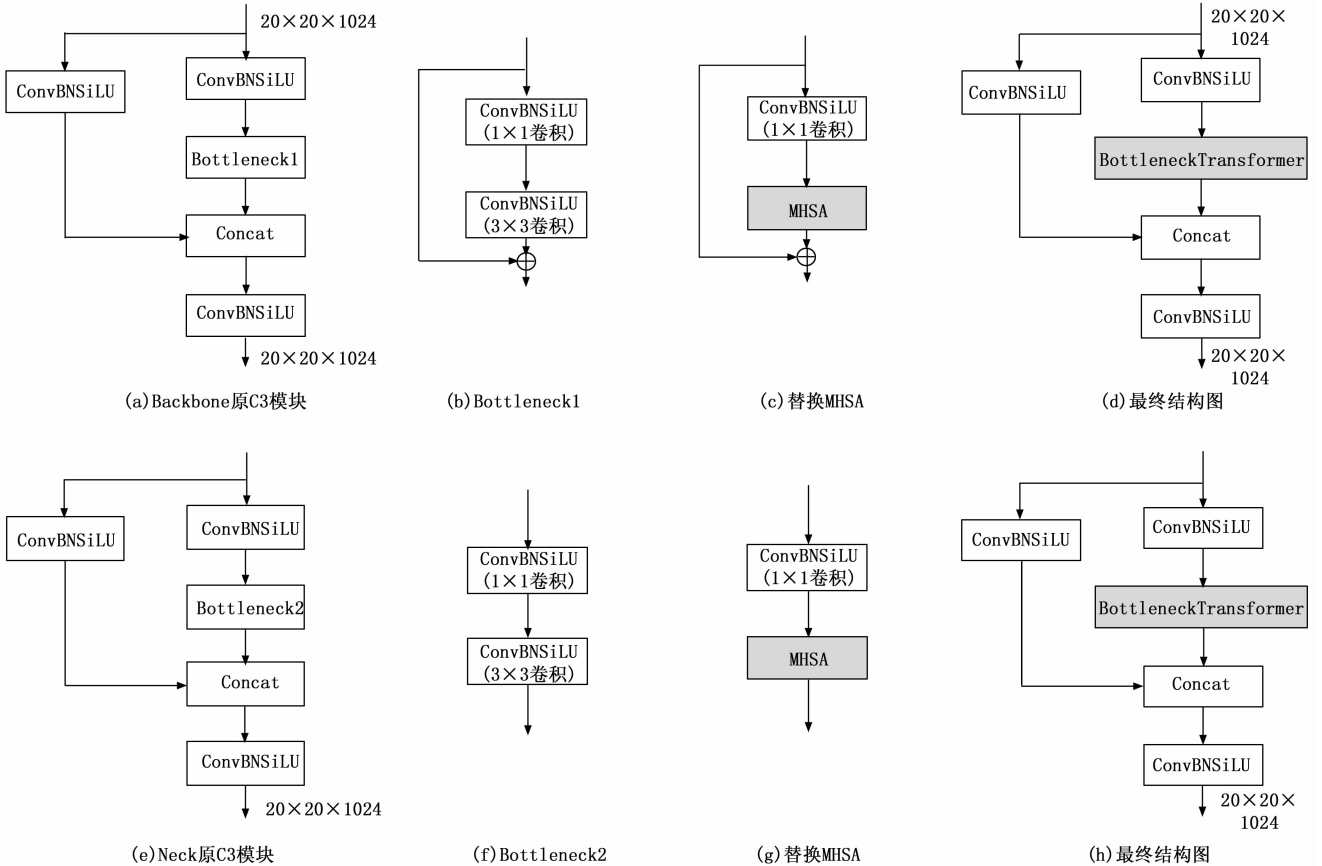 20×20×1024
ConvBNSiLU
ConvBNSiLU
Bottleneck1
Concat
ConvBNSiLU
20×20×1024
(a)Backbone原C3模块
ConvBNSiLU
(1×1卷积)
ConvBNSiLU
(3×3卷积)
(b)Bottleneck1
ConvBNSiLU
(1×1卷积)
MHSA
(c)替换MHSA
20×20×
1024
ConvBNSiLU
ConvBNSiLU
BottleneckTransformer
Concat
ConvBNSiLU
20×20×
1024
(d)最终结构图
ConvBNSiLU
ConvBNSiLU
Bottleneck2
Concat
ConvBNSiLU
20×20×1024
(e)Neck原C3模块
ConvBNSiLU
(1×1卷积)
ConvBNSiLU
(3×3卷积)
(f)Bottleneck2
ConvBNSiLU
(1×1卷积)
MHSA
(g)替换MHSA
ConvBNSiLU
ConvBNSiLU
BottleneckTransformer
Concat
ConvBNSiLU
20×20×
1024
(h)最终结构图